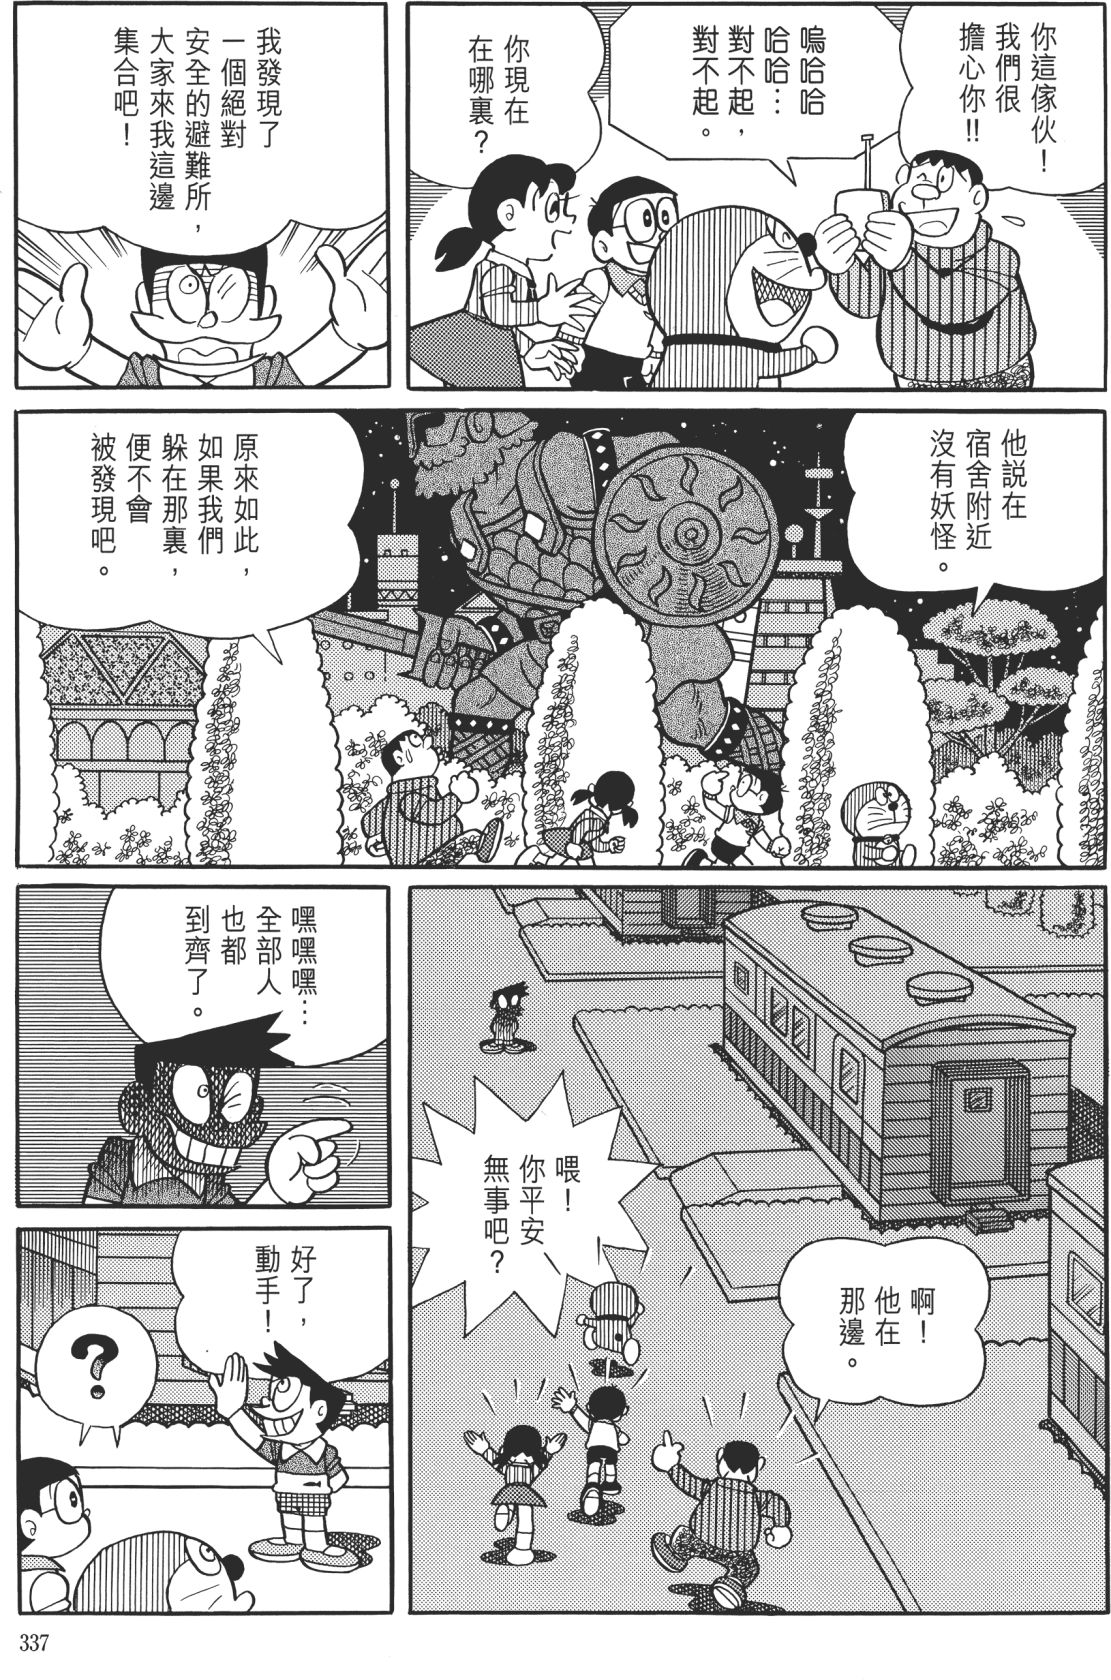 你這傢伙！
我們很
擔心你!!
嗚哈哈
哈哈…
對不起，
對不起。
你現在
在哪裏？
我發現了
一個絕對
安全的避難所，
大家來我這邊
集合吧！
他説在
宿舍附近
沒有妖怪。
原來如此，
如果我們
躲在那裏，
便不會
被發現吧。
啊！
他在
那邊。
喂！
你平安
無事吧？
嘿嘿嘿…
全部人
也都
到齊了。
好了，
動手！
?
337